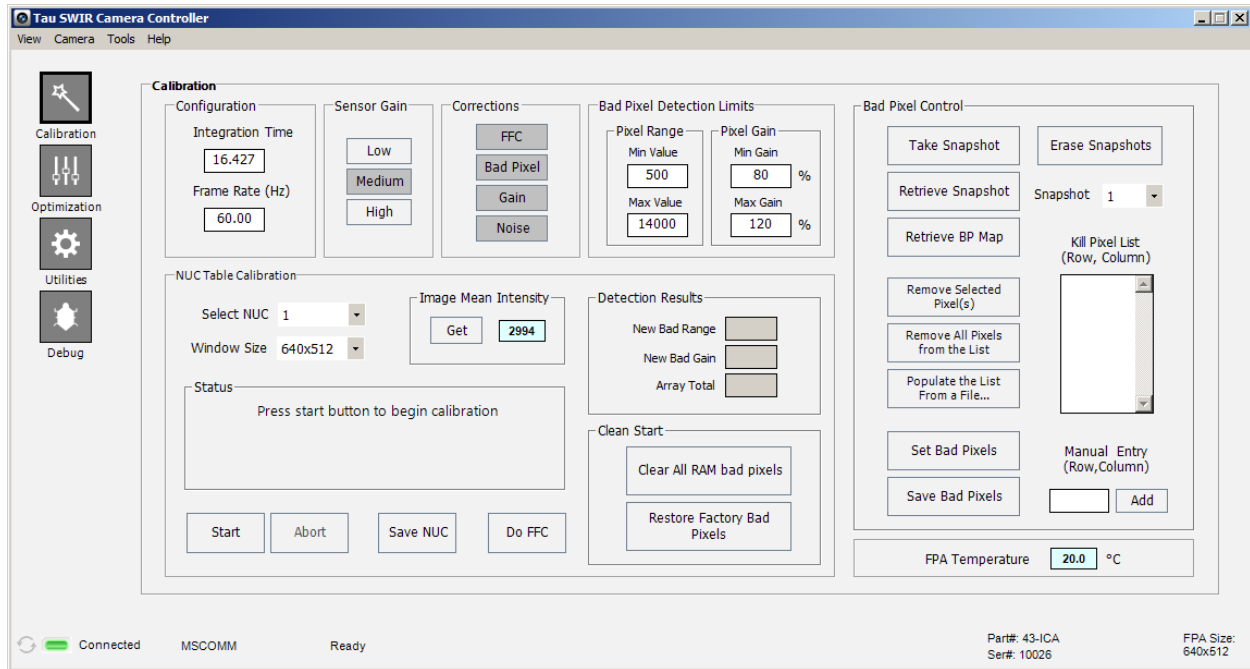 Tau SWIR Camera Controller
View Camera Tools Help
Calibration
Optimization
Utilities
Debug
Calibration
Configuration
Integration Time
16.427
Frame Rate (Hz)
60.00
Sensor Gain
Low
Medium
High
Corrections
FFC
Bad Pixel
Gain
Noise
Bad Pixel Detection Limits
Pixel Range
Min Value
500
Max Value
14000
Pixel Gain
Min Gain
80 %
Max Gain
120 %
NUC Table Calibration
Select NUC 1
Window Size 640x512
Image Mean Intensity
Get 2994
Status
Press start button to begin calibration
Start Abort Save NUC Do FFC
Detection Results
New Bad Range
New Bad Gain
Array Total
Clean Start
Clear All RAM bad pixels
Restore Factory Bad
Pixels
Bad Pixel Control
Take Snapshot
Erase Snapshots
Retrieve Snapshot
Snapshot 1
Retrieve BP Map
Kill Pixel List
(Row, Column)
Remove Selected
Pixel(s)
Remove All Pixels
from the List
Populate the List
From a File...
Set Bad Pixels
Save Bad Pixels
Manual Entry
(Row,Column)
Add
FPA Temperature 20.0 °C
Connected MSCOMM Ready
Part#: 43-ICA
Ser#: 10026
FPA Size:
640x512